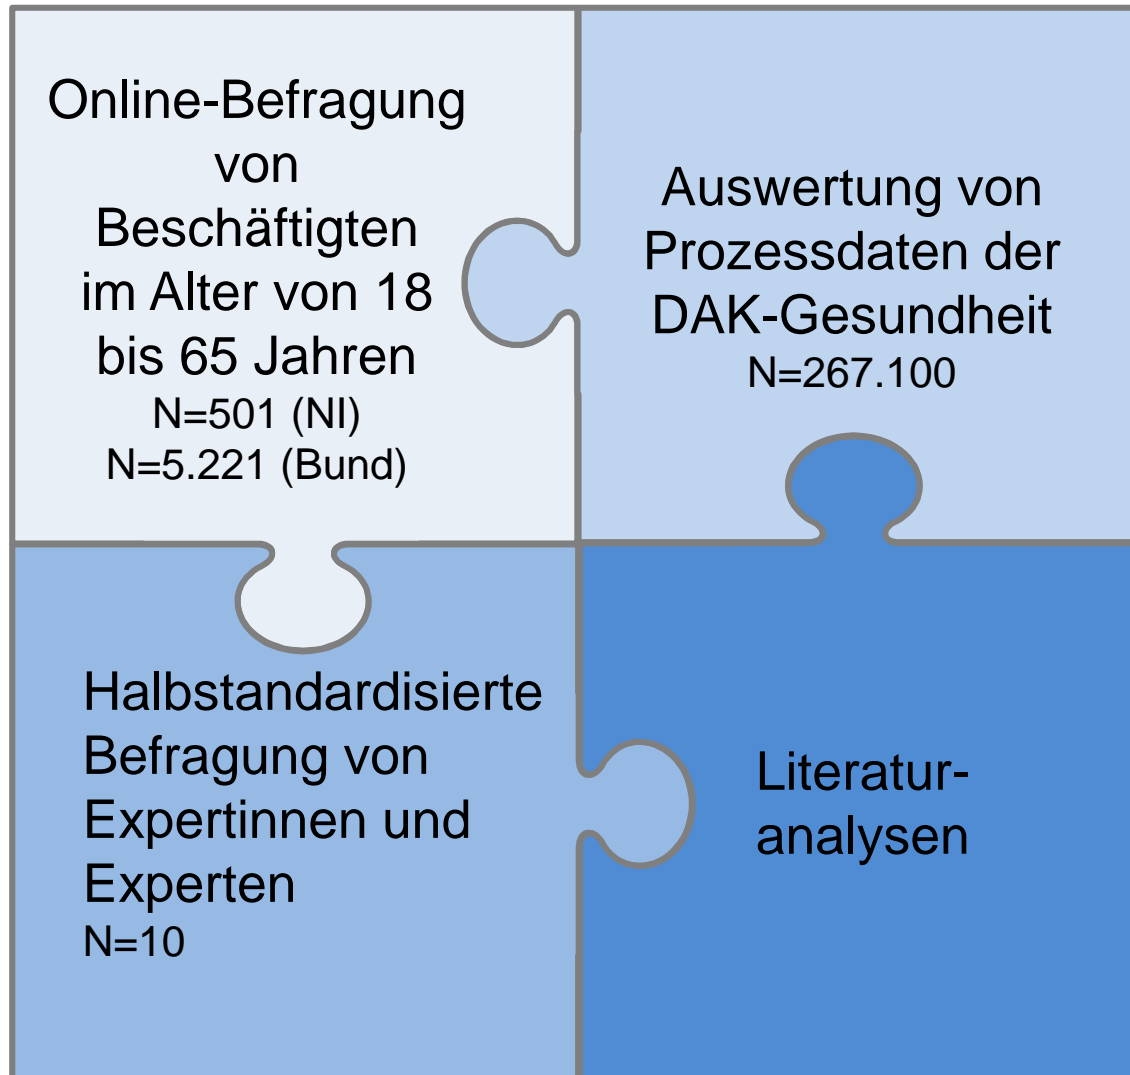 Online-Befragung
von
Beschäftigten
im Alter von 18
bis 65 Jahren
N=501 (NI)
N=5.221 (Bund)
Auswertung von
Prozessdaten der
DAK-Gesundheit
N=267.100
Halbstandardisierte
Befragung von
Expertinnen und
Experten
N=10
Literatur-
analysen